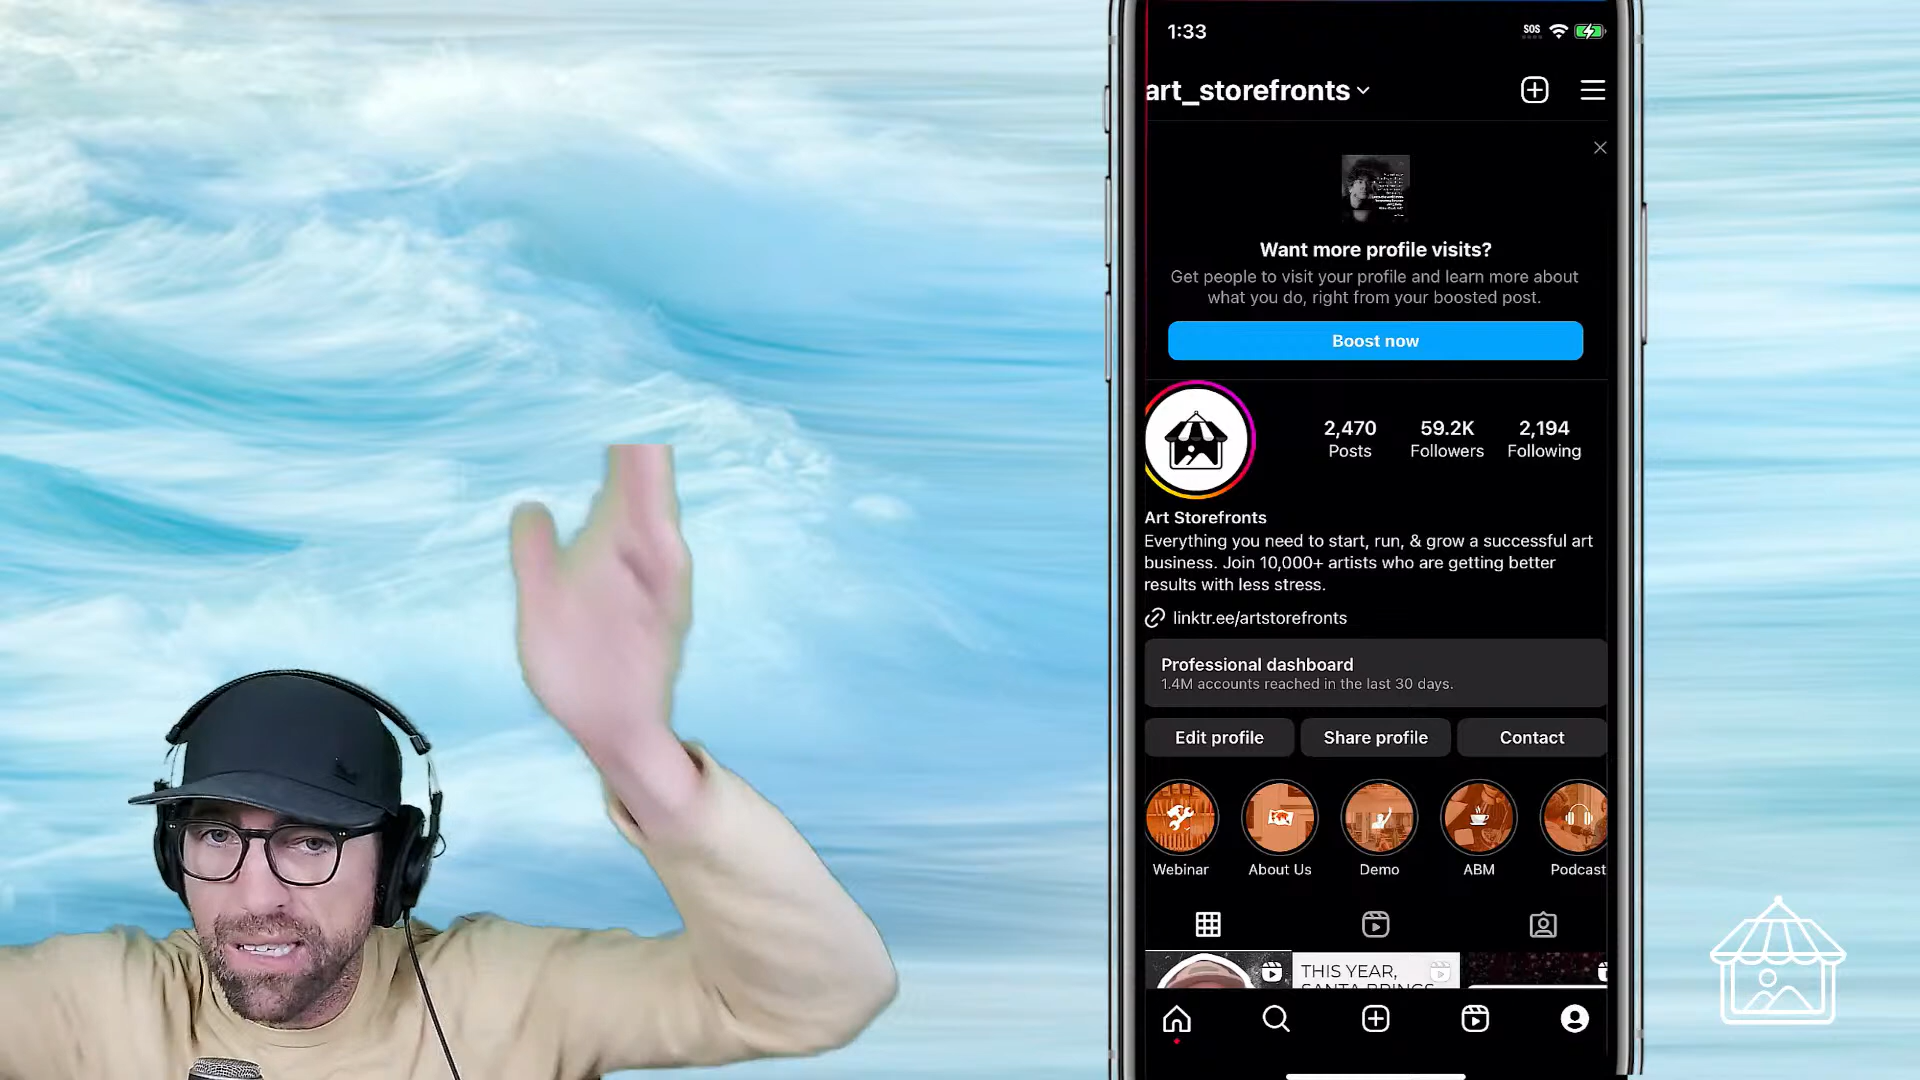 1:33
SOS
art_storefronts
Want more profile visits?
Get people to visit your profile and learn more about
what you do, right from your boosted post.
Boost now
2,470
59.2K
2,194
Posts
Followers
Following
Art Storefronts
Everything you need to start, run, & grow a successful art
business. Join 10,000+ artists who are getting better
results with less stress.
linktr.ee/artstorefronts
Professional dashboard
1.4M accounts reached in the last 30 days.
Edit profile
Share profile
Contact
Webinar
About Us
Demo
ABM
Podcast
THIS YEAR,
SANTA BRINGS